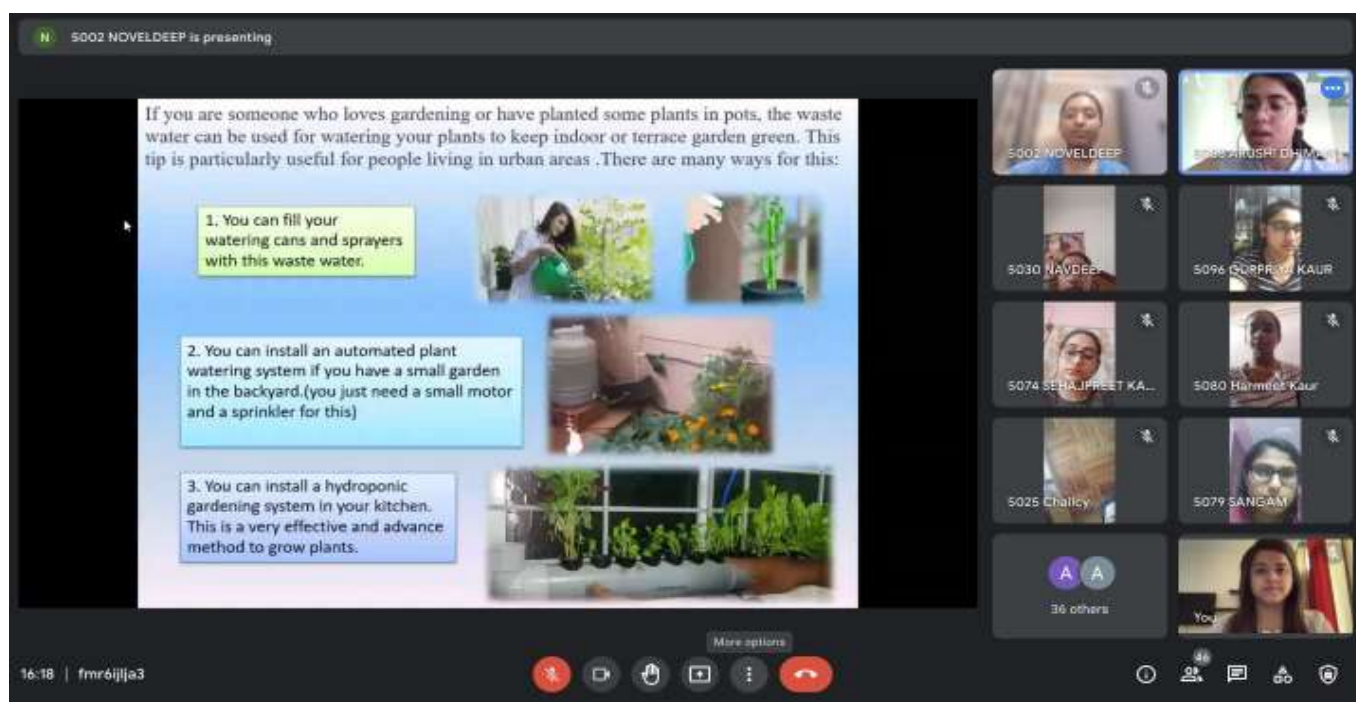 N 5002 NOVELDEEP is presenting
If you are someone who loves gardening or have planted some plants in pots, the waste
water can be used for watering your plants to keep indoor or terrace garden green. This
tip is particularly useful for people living in urban areas .There are many ways for this:
1. You can fill your
watering cans and sprayers
with this waste water.
2. You can install an automated plant
watering system if you have a small garden
in the backyard.(you just need a small motor
and a sprinkler for this)
3. You can install a hydroponic
gardening system in your kitchen.
This is a very effective and advance
method to grow plants.
5002 NOVELDEEP
ARUSHI
5030 NAVDEEP
5096 GURPRIYA KAUR
5074 SEHAJPREET KA...
5080 Harmeet Kaur
5025 Chailcy
5079 SANGAM
A A
36 others
You
More options
16:18 | fmr6ijlja3
46